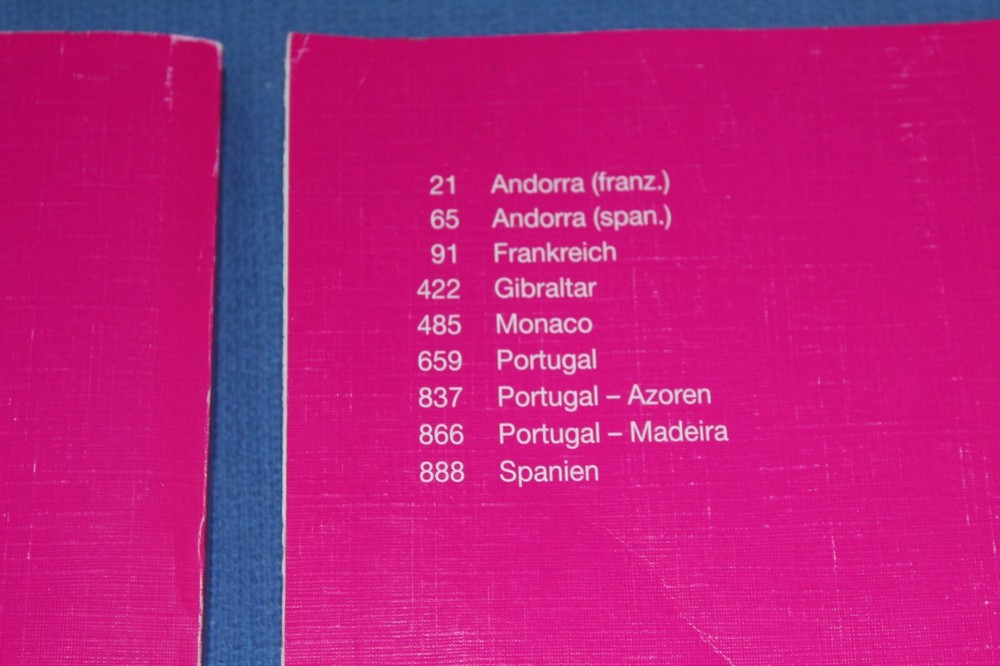 21 Andorra (franz.)
65 Andorra (span.)
91 Frankreich
422 Gibraltar
485 Monaco
659 Portugal
837 Portugal – Azoren
866 Portugal – Madeira
888 Spanien